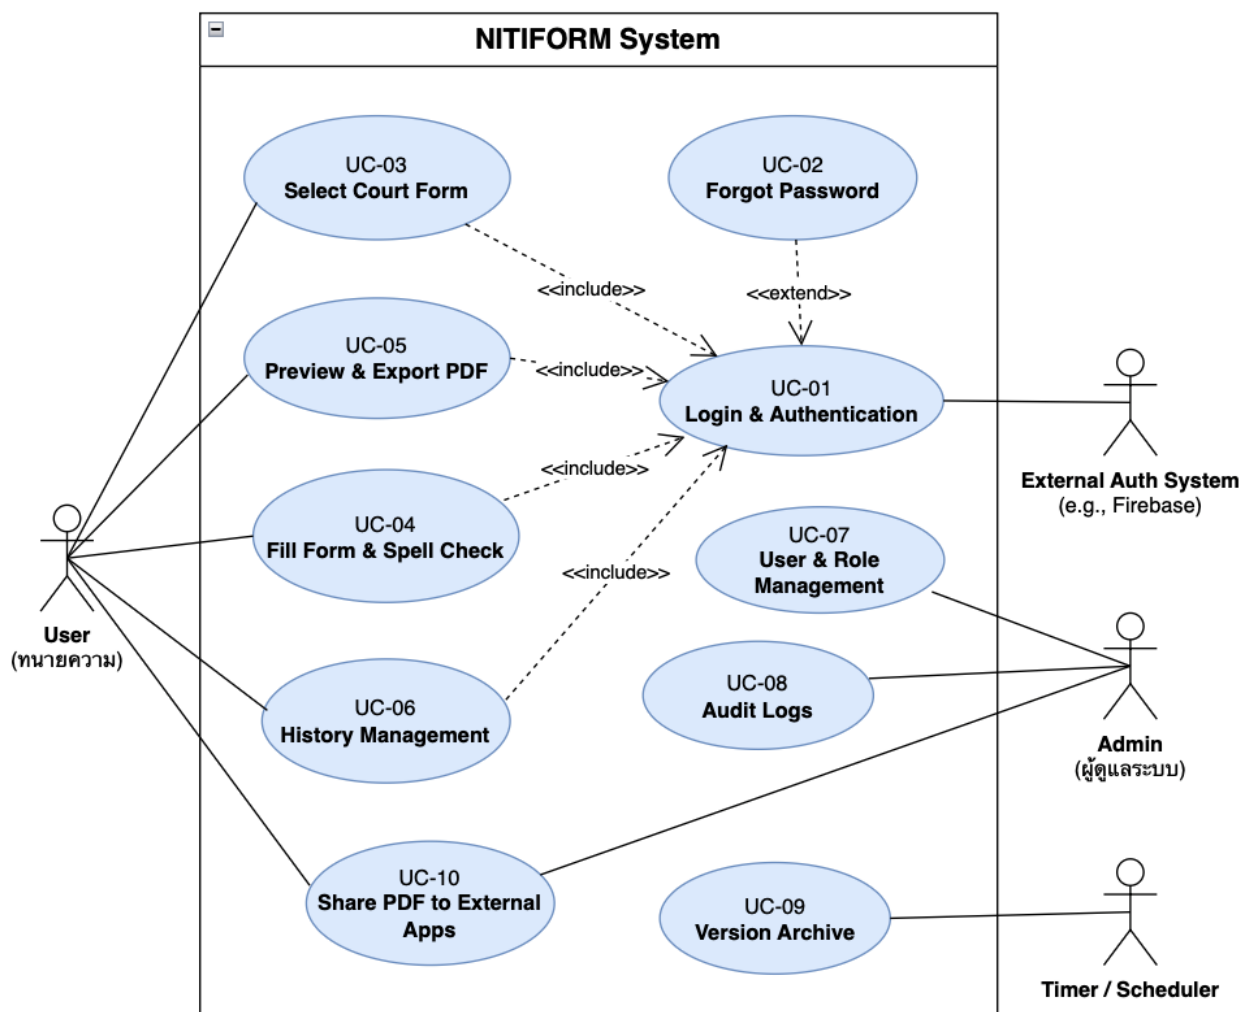 NITIFORM System
UC-03
Select Court Form
UC-02
Forgot Password
<<include>>
<<extend>>
UC-05
Preview & Export PDF
<<include>>
UC-01
Login & Authentication
External Auth System
(e.g., Firebase)
<<include>>
UC-04
Fill Form & Spell Check
UC-07
User & Role
Management
<<include>>
User
(ทนายความ)
UC-06
History Management
UC-08
Audit Logs
Admin
(ผู้ดูแลระบบ)
UC-10
Share PDF to External
Apps
UC-09
Version Archive
Timer / Scheduler